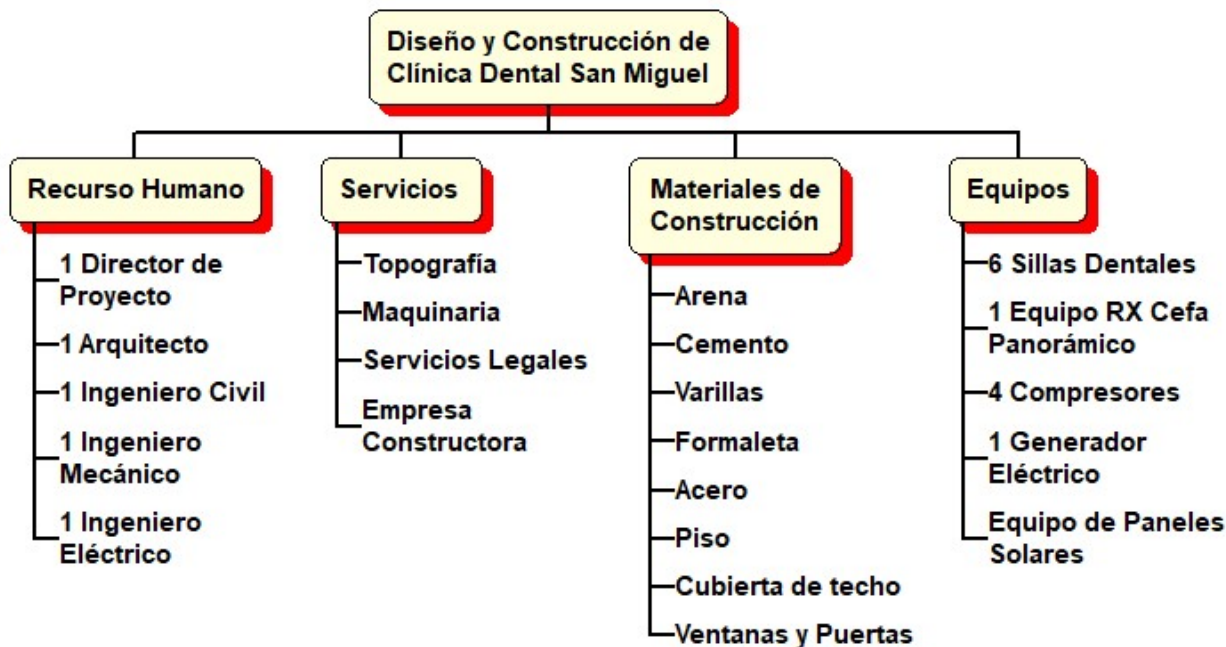 Diseño y Construcción de
Clínica Dental San Miguel
Recurso Humano
1 Director de
Proyecto
1 Arquitecto
1 Ingeniero Civil
1 Ingeniero
Mecánico
1 Ingeniero
Eléctrico
Servicios
Topografía
Maquinaria
Servicios Legales
Empresa
Constructora
Materiales de
Construcción
Arena
Cemento
Varillas
Formaleta
Acero
Piso
Cubierta de techo
Ventanas y Puertas
Equipos
6 Sillas Dentales
1 Equipo RX Cefa
Panorámico
4 Compresores
1 Generador
Eléctrico
Equipo de Paneles
Solares